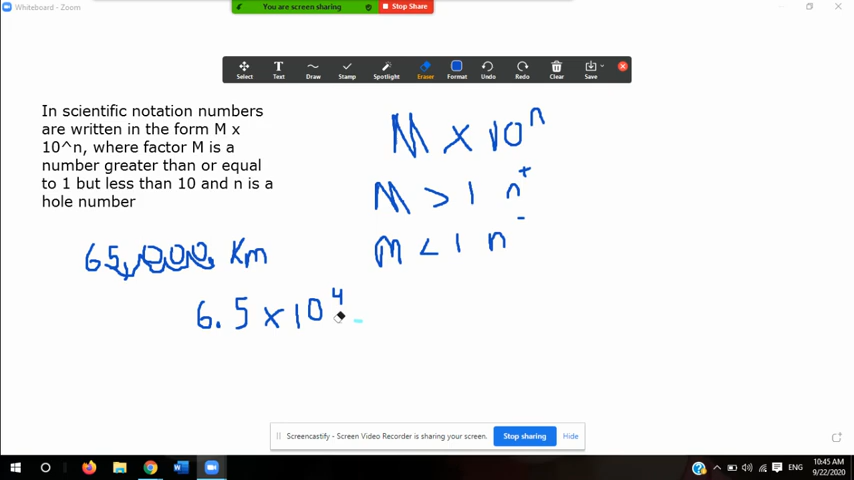 Whiteboard - Zoom
You are screen sharing
Stop Share
Select Text Draw Stamp Spotlight Eraser Format Undo Redo Clear Save
In scientific notation numbers
are written in the form M x
10^n, where factor M is a
number greater than or equal
to 1 but less than 10 and n is a
hole number
M x 10^n
M > 1 n^+
M < 1 n^-
65,000. Km
6.5 x 10^4
Screencastify - Screen Video Recorder is sharing your screen.
Stop sharing
Hide
ENG
10:45 AM
9/22/2020